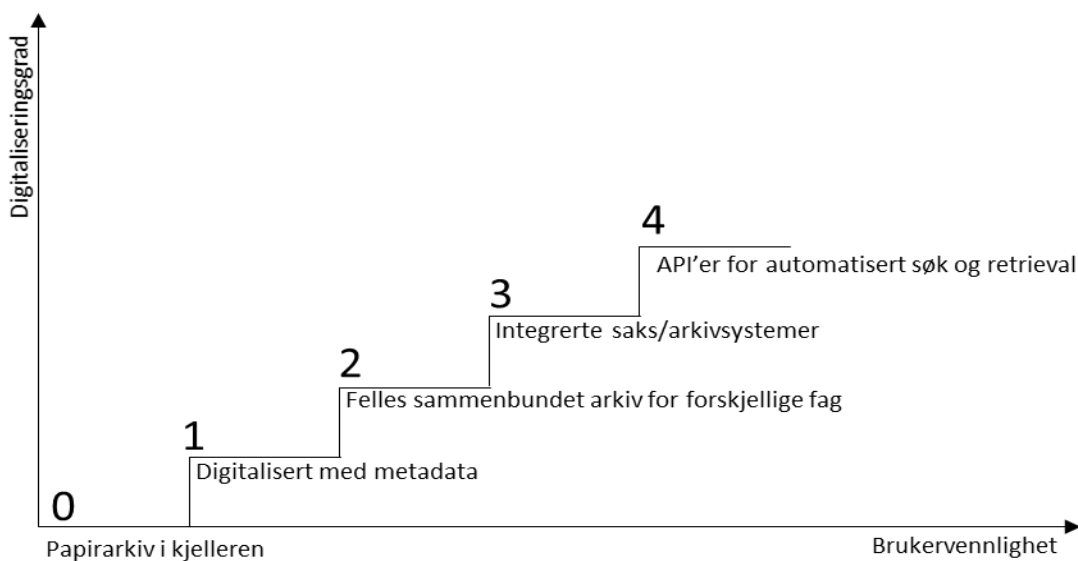 Digitaliseringsgrad
4
API'er for automatisert søk og retrieval
3
Integrerte saks/arkivsystemer
2
Felles sammenbundet arkiv for forskjellige fag
1
Digitalisert med metadata
0
Papirarkiv i kjelleren
Brukervennlighet